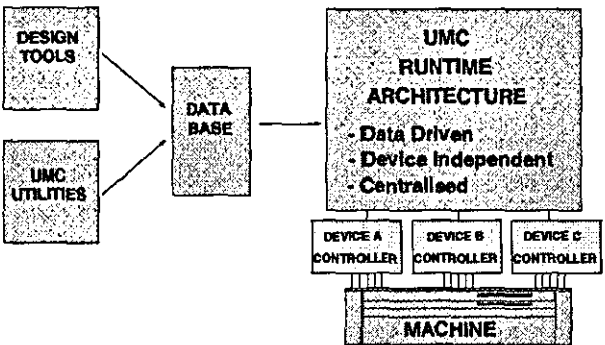 DESIGN
TOOLS
UMC
UTILITIES
DATA
BASE
UMC
RUNTIME
ARCHITECTURE
- Data Driven
- Device Independent
- Centralised
DEVICE A
CONTROLLER
DEVICE B
CONTROLLER
DEVICE C
CONTROLLER
MACHINE